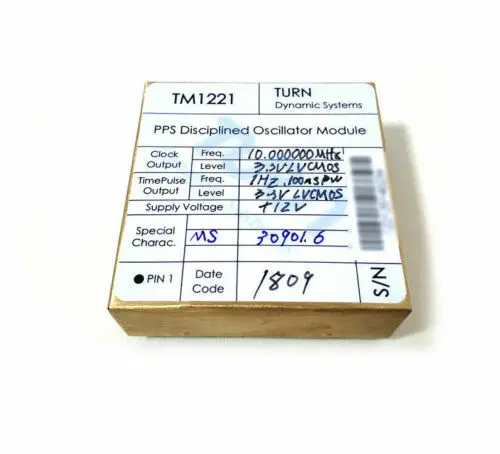 TM1221 TURN
Dynamic Systems
PPS Disciplined Oscillator Module
Clock Output Freq. 10.000000MHz
Level 3.3V LVCMOS
TimePulse Output Freq. 1HZ, 100ms PW
Level 3.3V LVCMOS
Supply Voltage +12V
Special Charac. MS 30901.6
PIN 1 Date Code 1809 S/N